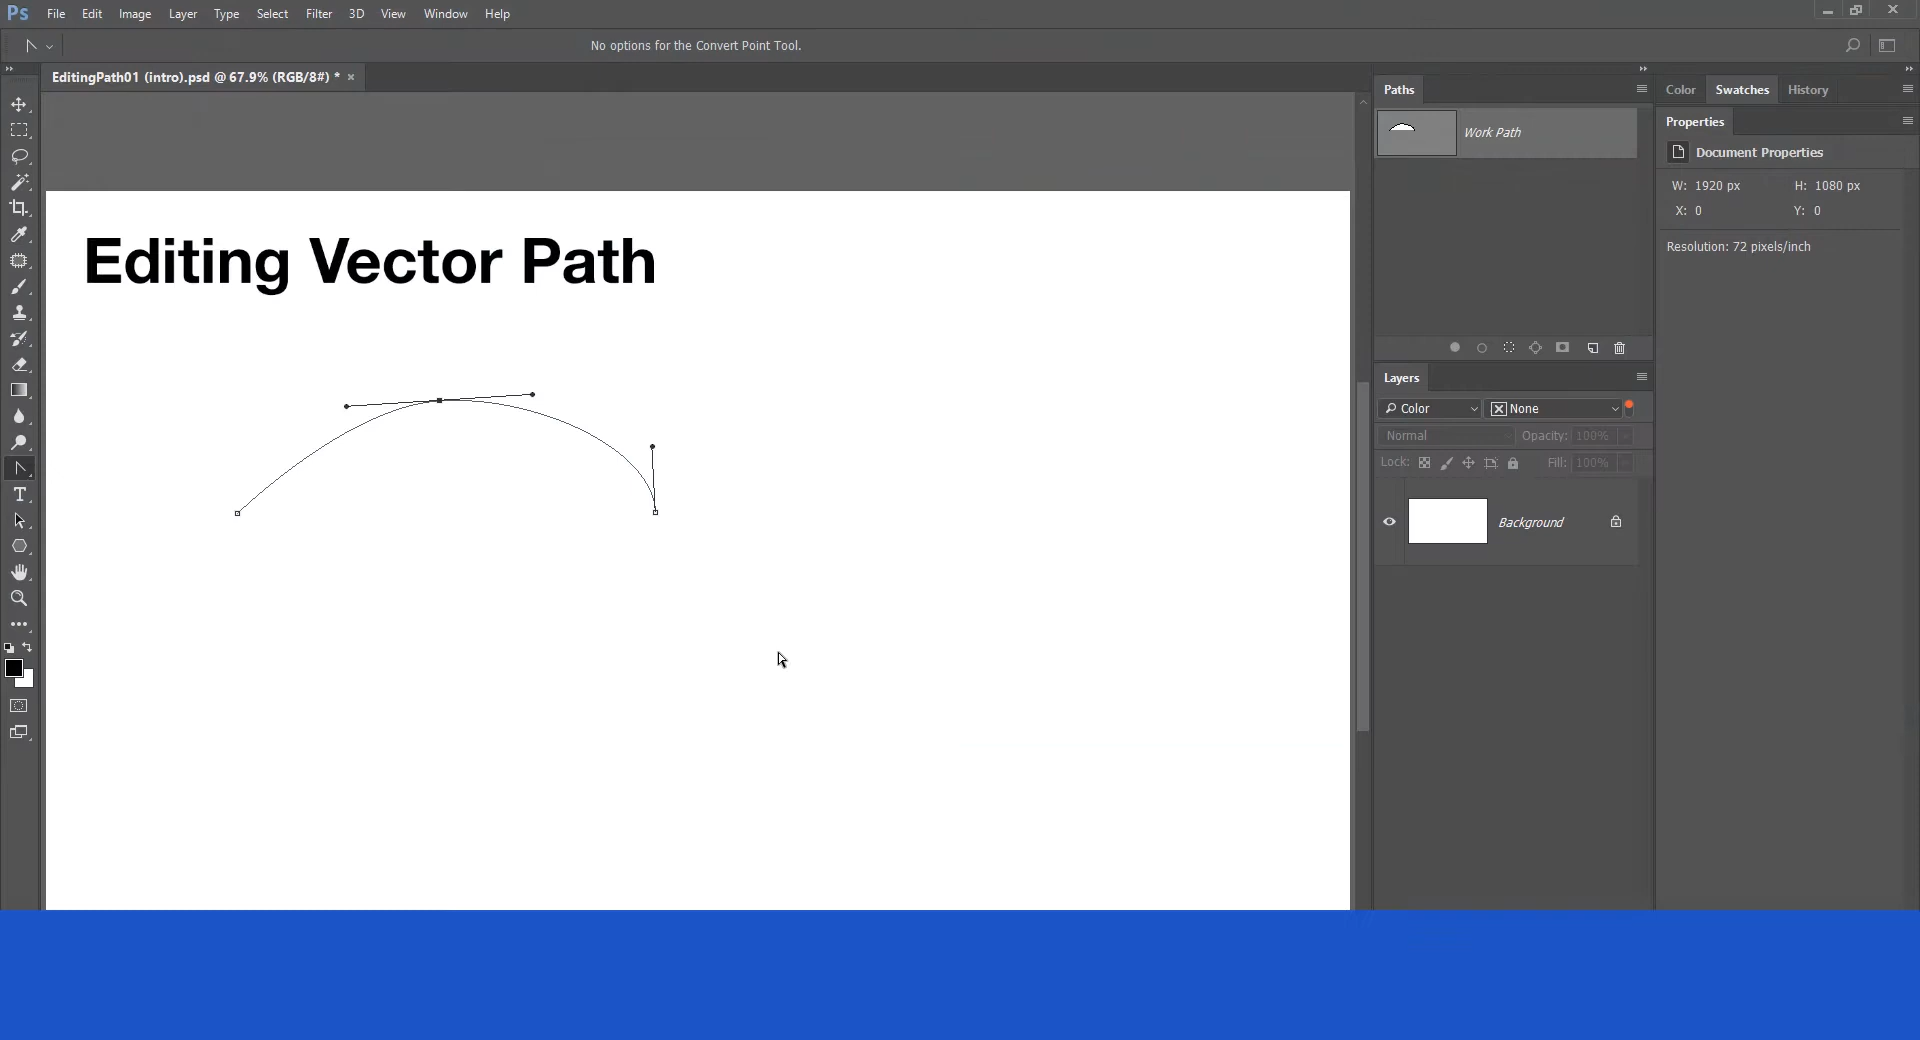 Ps File Edit Image Layer Type Select Filter 3D View Window Help
No options for the Convert Point Tool.
EditingPath01 (intro).psd @ 67.9% (RGB/8#) * ×
Paths
Color Swatches History
Work Path
Properties
Document Properties
W: 1920 px H: 1080 px
X: 0 Y: 0
Resolution: 72 pixels/inch
Editing Vector Path
Layers
Color None
Normal Opacity: 100%
Lock: Fill: 100%
Background